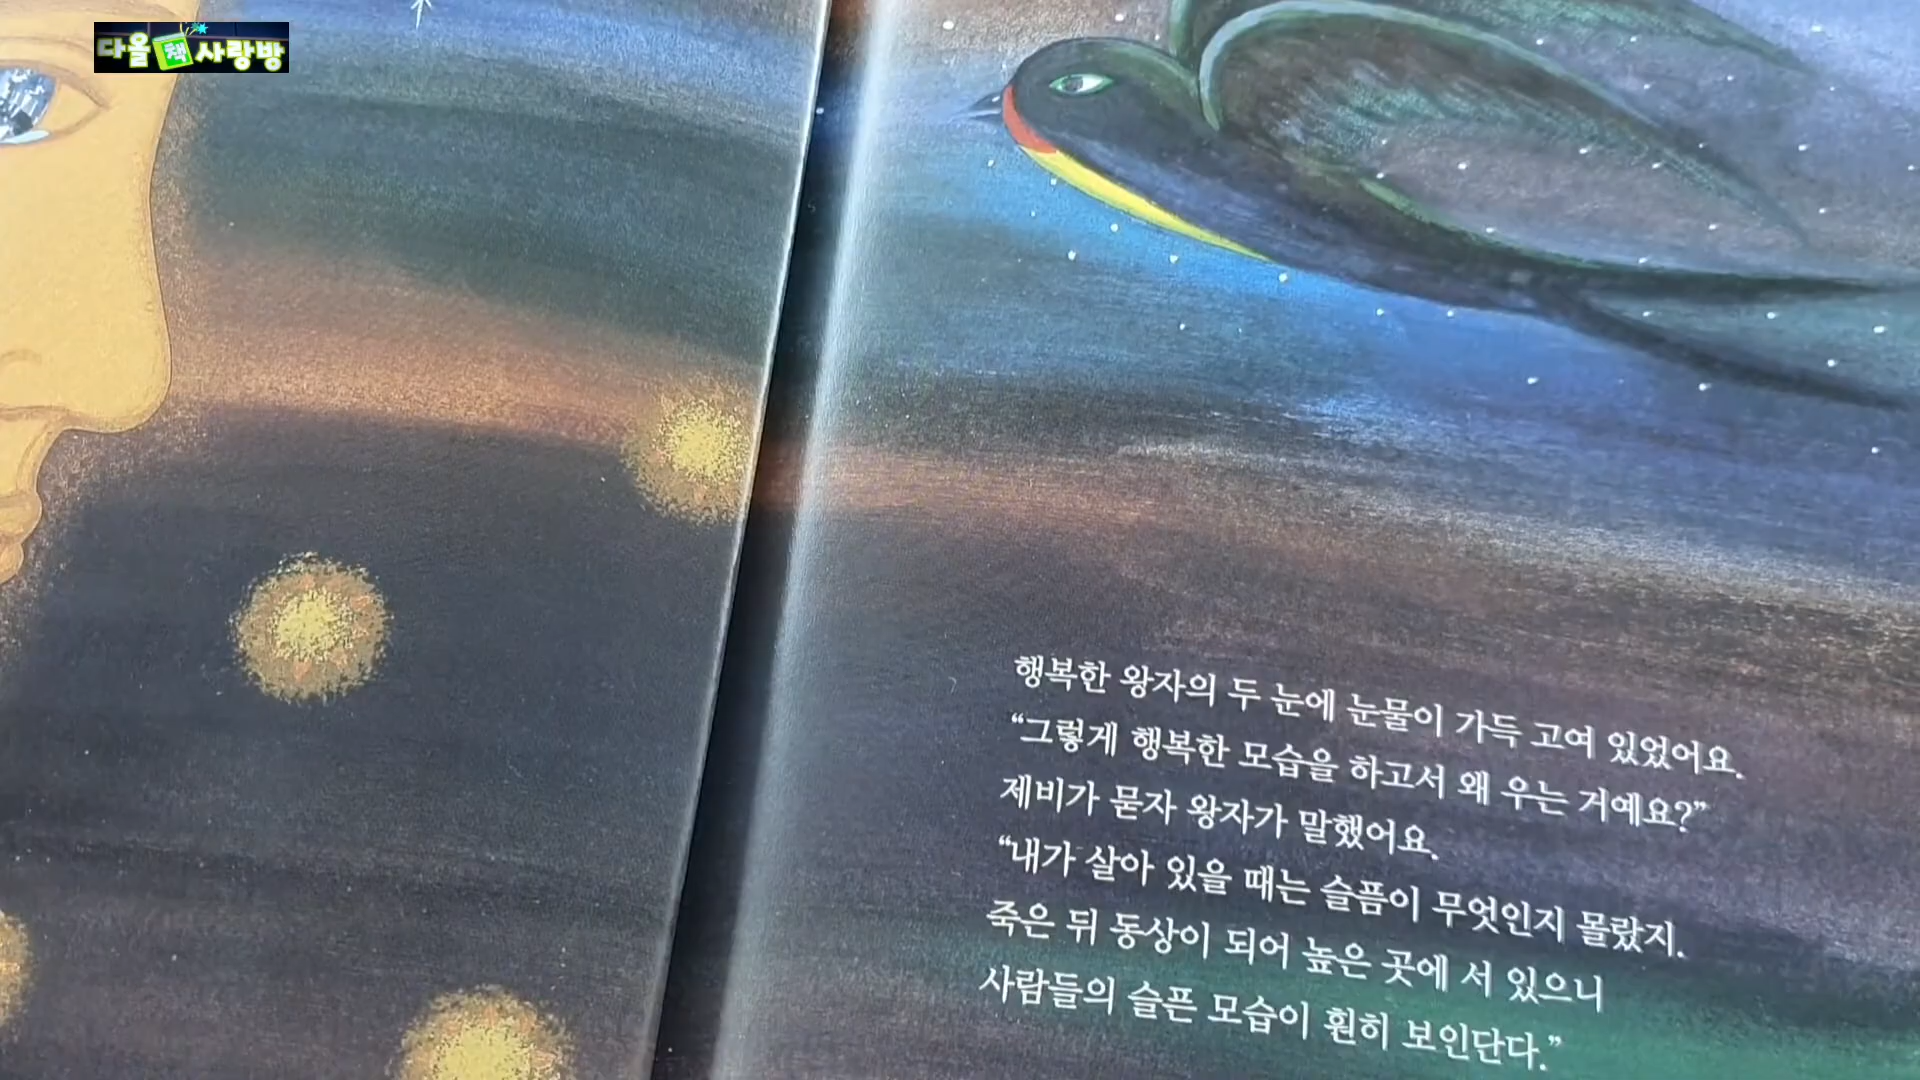 다올 책 사랑방
행복한 왕자의 두 눈에 눈물이 가득 고여 있었어요.
“그렇게 행복한 모습을 하고서 왜 우는 거예요?”
제비가 묻자 왕자가 말했어요.
“내가 살아 있을 때는 슬픔이 무엇인지 몰랐지.
죽은 뒤 동상이 되어 높은 곳에 서 있으니
사람들의 슬픈 모습이 훤히 보인단다.”